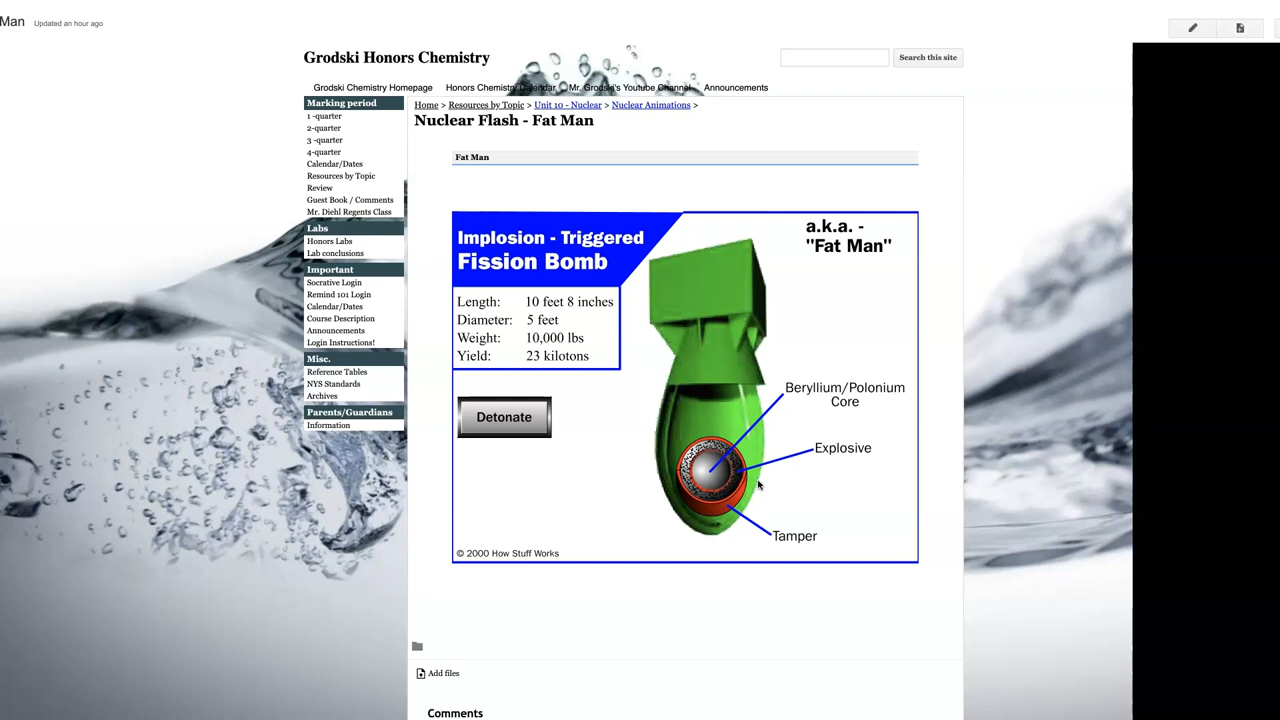 Man Updated an hour ago
Grodski Honors Chemistry
Search this site
Grodski Chemistry Homepage Honors Chemistry Calendar Mr. Grodski's Youtube Channel Announcements
Marking period
1 -quarter
2-quarter
3 -quarter
4-quarter
Calendar/Dates
Resources by Topic
Review
Guest Book / Comments
Mr. Diehl Regents Class
Labs
Honors Labs
Lab conclusions
Important
Socrative Login
Remind 101 Login
Calendar/Dates
Course Description
Announcements
Login Instructions!
Misc.
Reference Tables
NYS Standards
Archives
Parents/Guardians
Information
Home > Resources by Topic > Unit 10 - Nuclear > Nuclear Animations >
Nuclear Flash - Fat Man
Fat Man
Implosion - Triggered
Fission Bomb
a.k.a. -
"Fat Man"
Length: 10 feet 8 inches
Diameter: 5 feet
Weight: 10,000 lbs
Yield: 23 kilotons
Detonate
Beryllium/Polonium
Core
Explosive
Tamper
© 2000 How Stuff Works
Add files
Comments